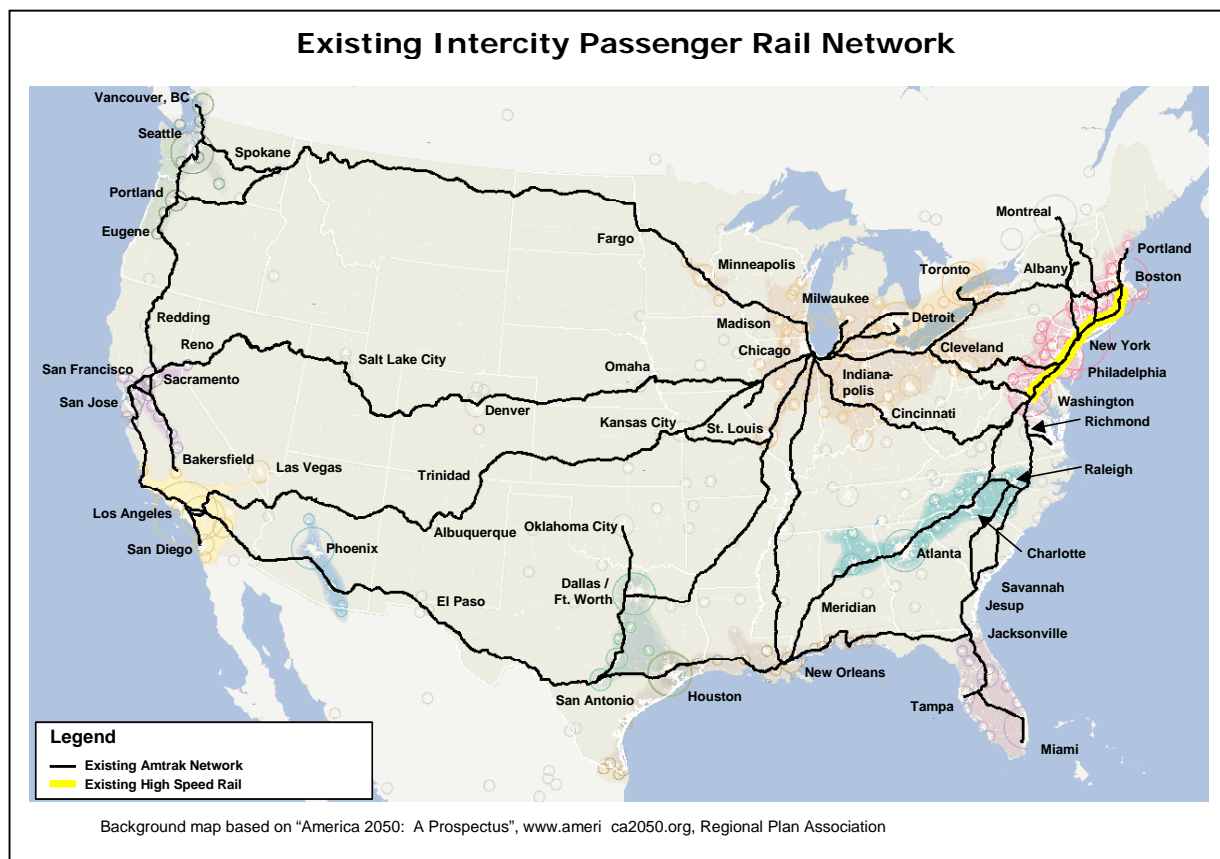 Existing Intercity Passenger Rail Network
Vancouver, BC
Seattle
Spokane
Portland
Eugene
Fargo
Minneapolis
Milwaukee
Madison
Chicago
Detroit
Toronto
Montreal
Albany
Portland
Boston
New York
Cleveland
Philadelphia
Washington
Richmond
Redding
Reno
San Francisco
Sacramento
San Jose
Salt Lake City
Omaha
Denver
Indiana-
polis
Cincinnati
Kansas City
St. Louis
Bakersfield
Las Vegas
Trinidad
Raleigh
Los Angeles
Albuquerque
Oklahoma City
San Diego
Phoenix
Atlanta
Charlotte
Dallas /
Ft. Worth
El Paso
Meridian
Savannah
Jesup
Jacksonville
New Orleans
San Antonio
Houston
Tampa
Miami
Legend
Existing Amtrak Network
Existing High Speed Rail
Background map based on “America 2050: A Prospectus”, www.ameri ca2050.org, Regional Plan Association